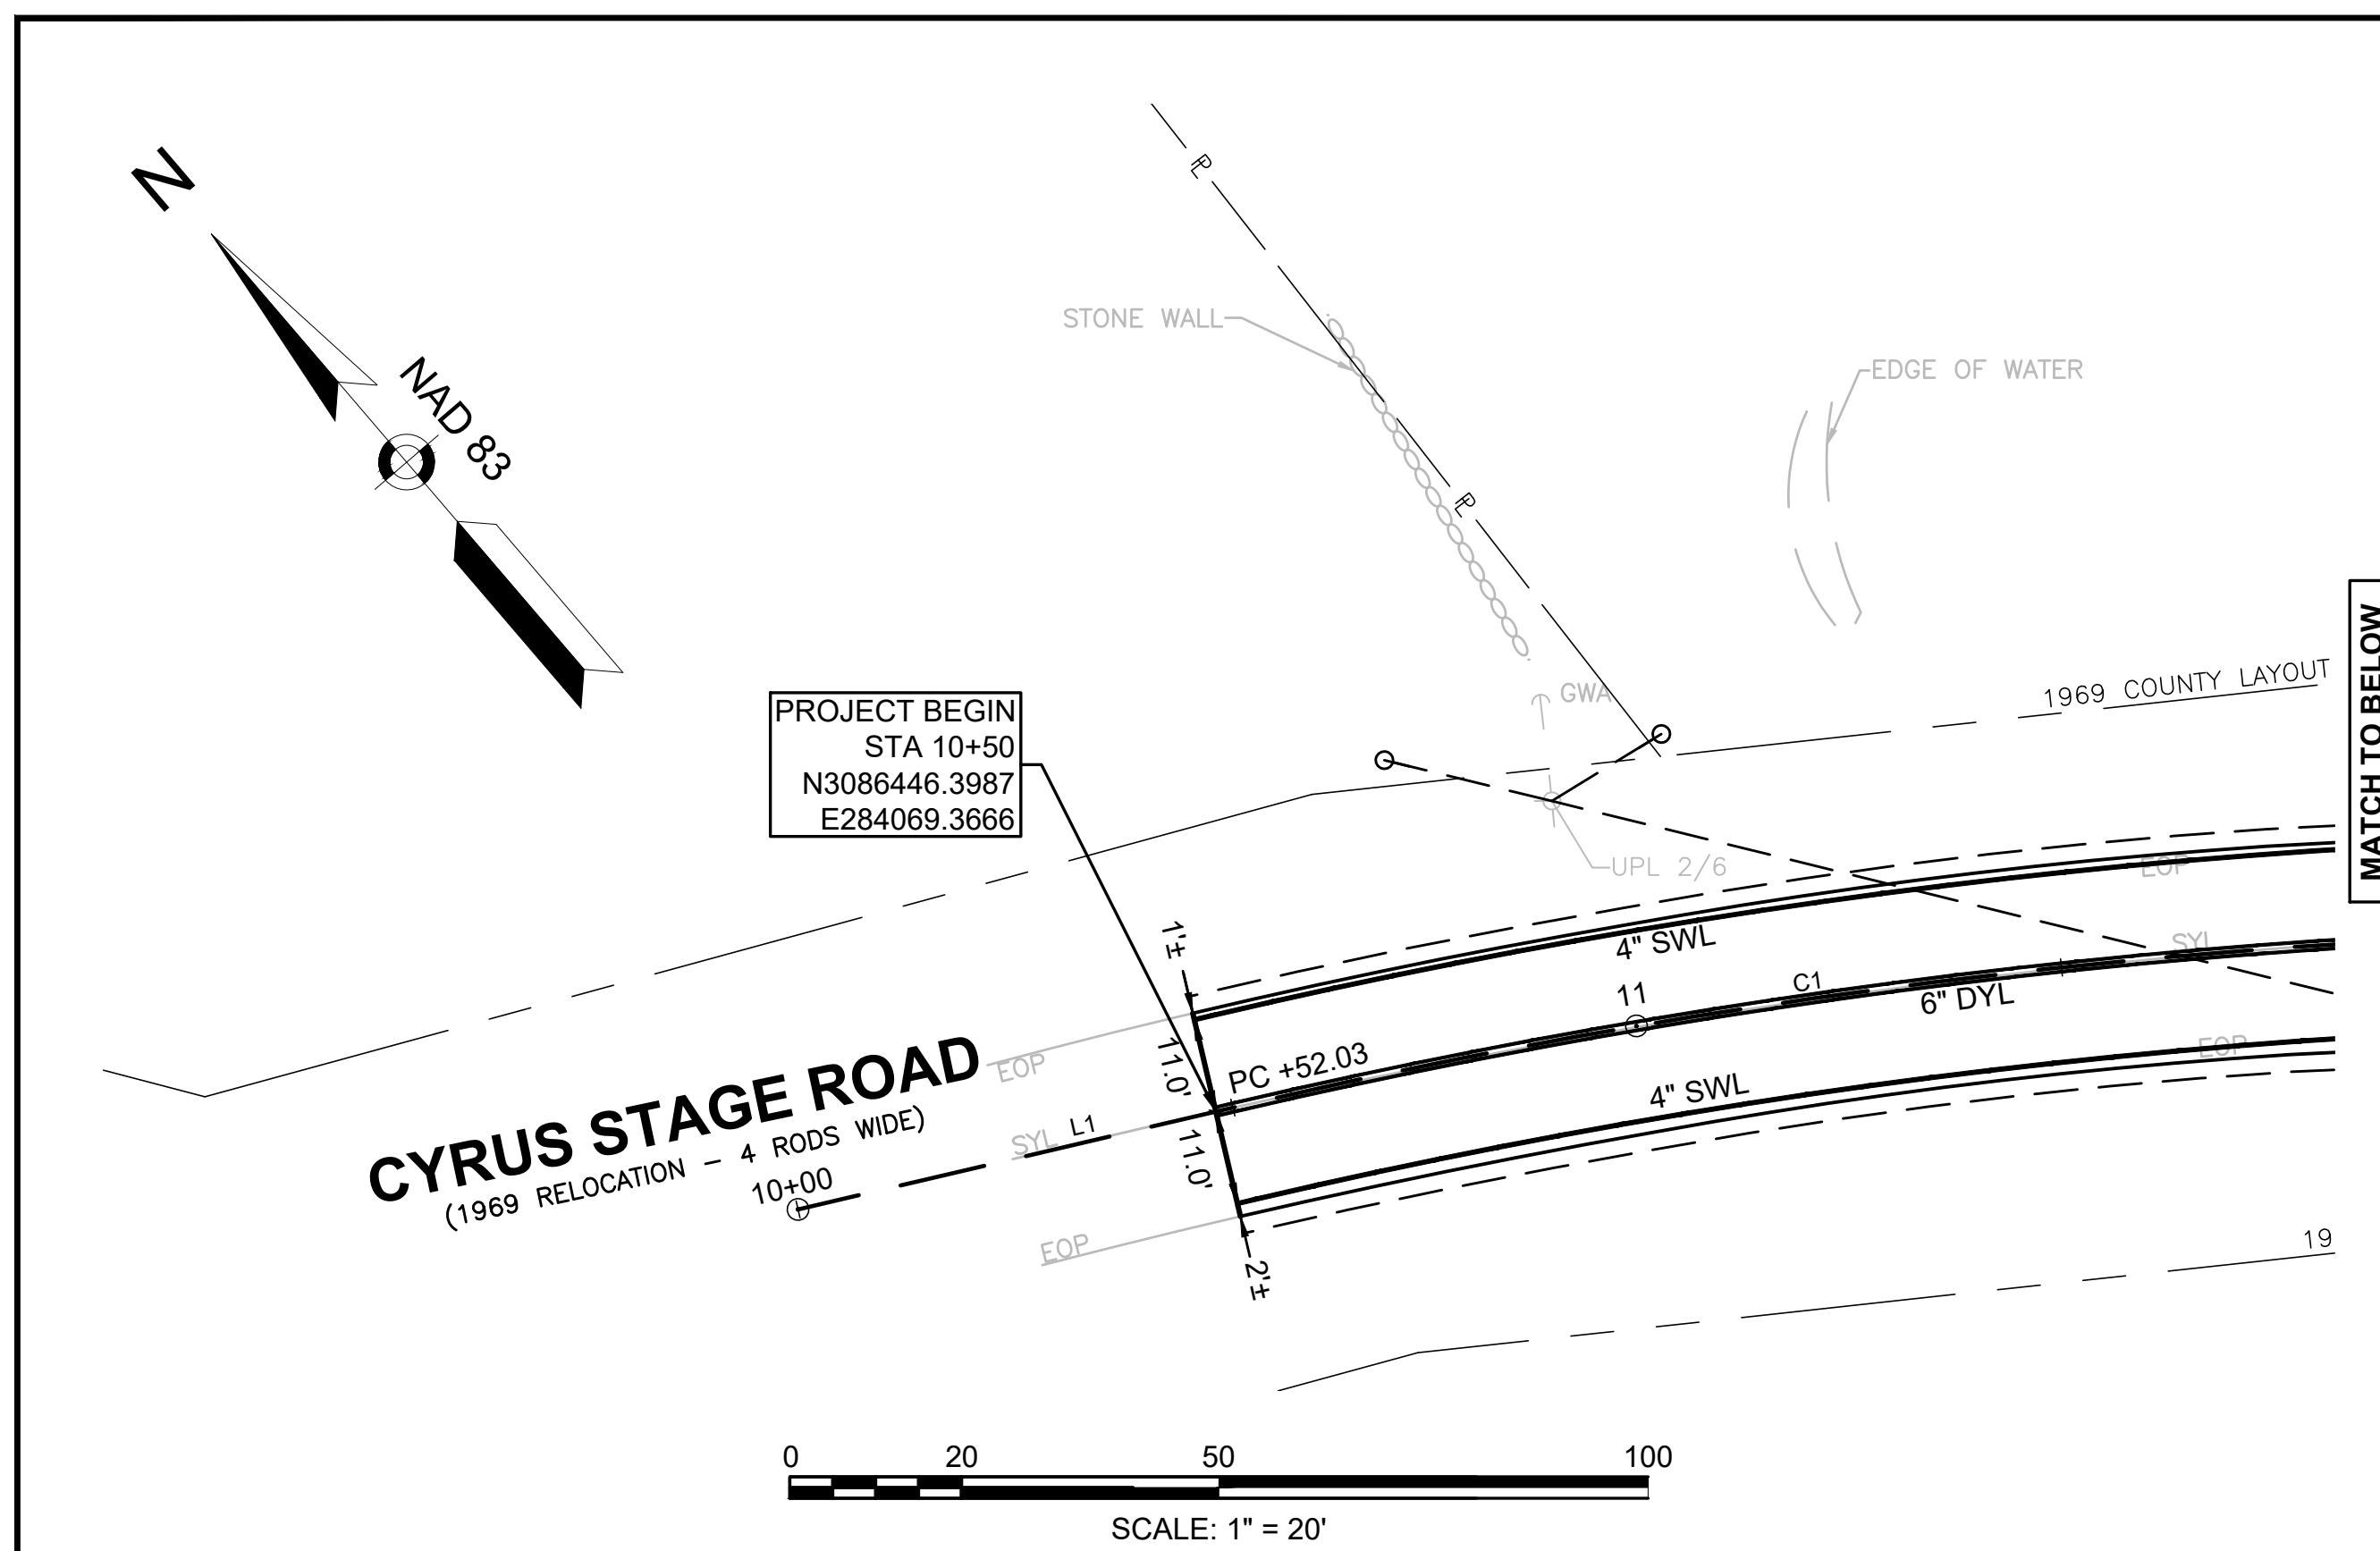 N
NAD 83
℄
STONE WALL
EDGE OF WATER
GWA
1969 COUNTY LAYOUT
MATCH TO BELOW
PROJECT BEGIN
STA 10+50
N3086446.3987
E284069.3666
UPL 2/6
EOP
1'±
4" SWL
SYL
11
C1
6" DYL
EOP
11.0'
PC +52.03
4" SWL
EOP
CYRUS STAGE ROAD
(1969 RELOCATION - 4 RODS WIDE)
SYL
L1
10+00
11.0'
EOP
2'±
19
0 20 50 100
SCALE: 1" = 20'